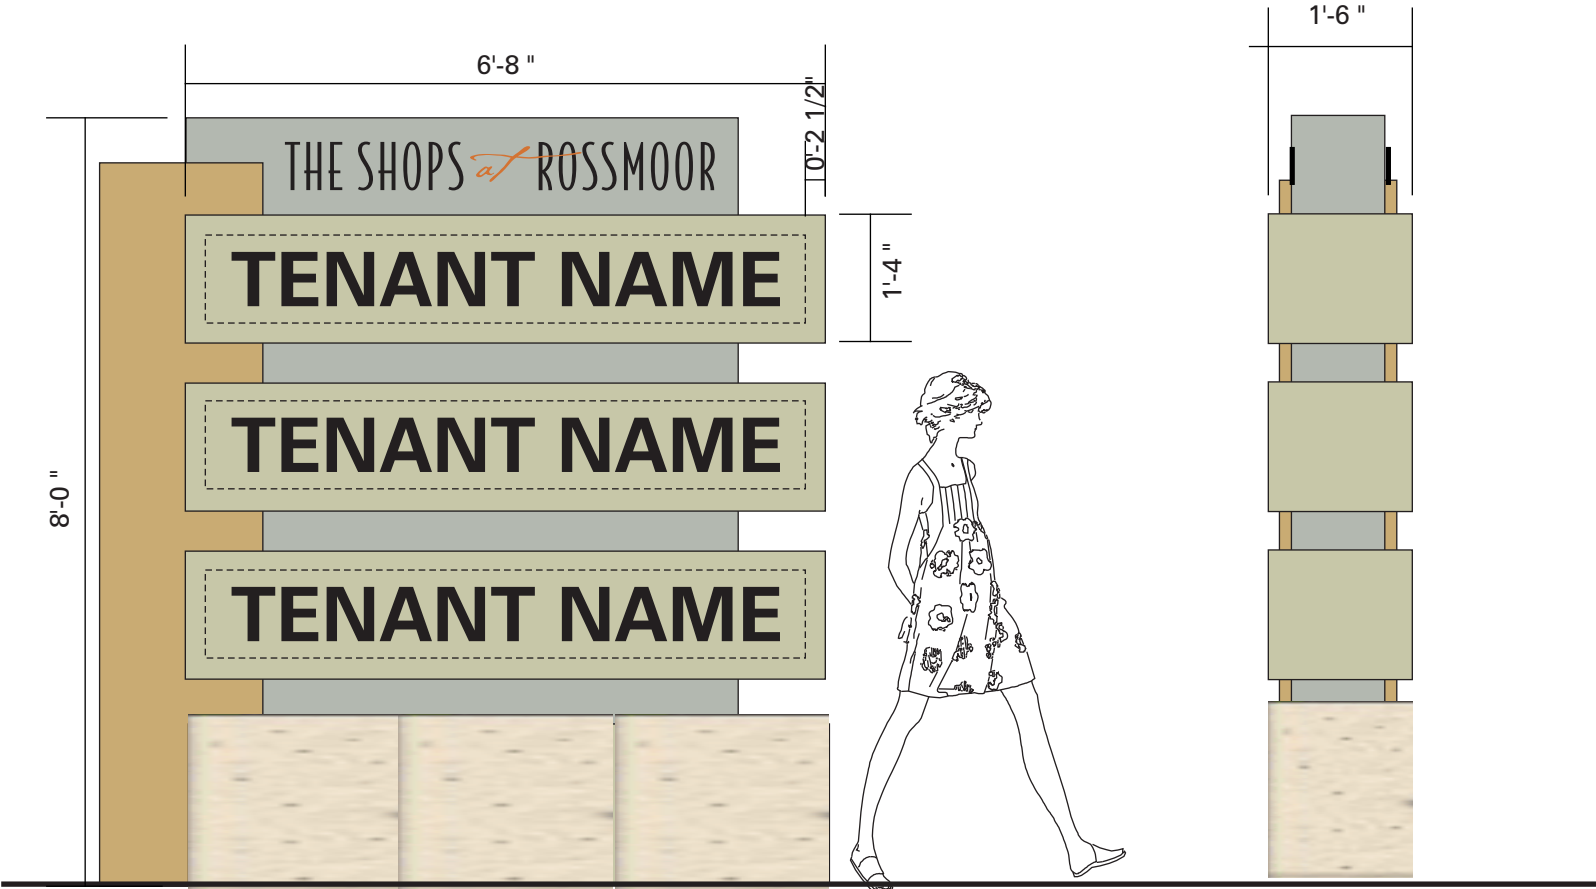 1'-6 "
6'-8 "
0'-2 1/2"
THE SHOPS at ROSSMOOR
TENANT NAME
1'-4 "
TENANT NAME
8'-0 "
TENANT NAME